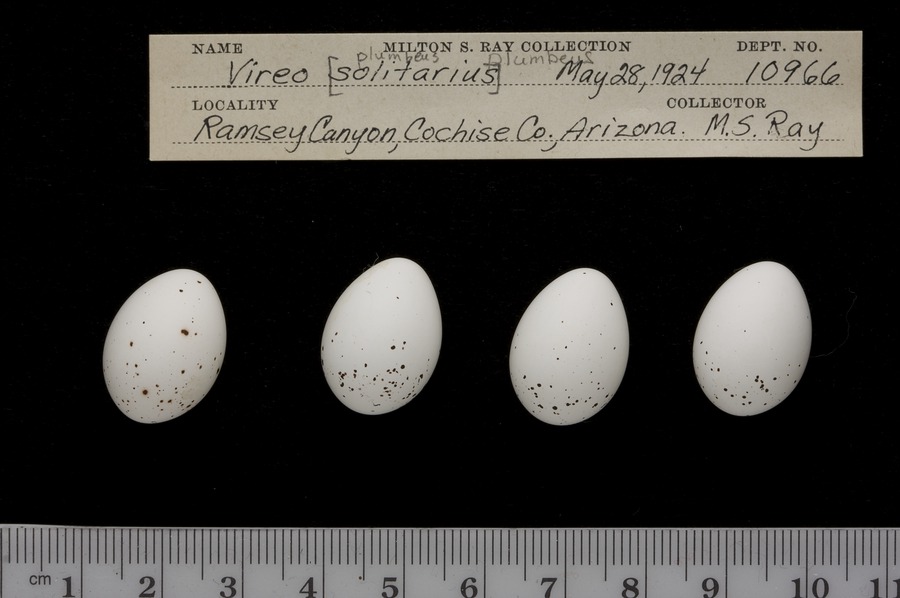 NAME MILTON S. RAY COLLECTION DEPT. NO.
plumbeus plumbeus
Vireo [solitarius] May 28, 1924 10966
LOCALITY COLLECTOR
Ramsey Canyon, Cochise Co., Arizona. M.S. Ray
cm 1 2 3 4 5 6 7 8 9 10 11